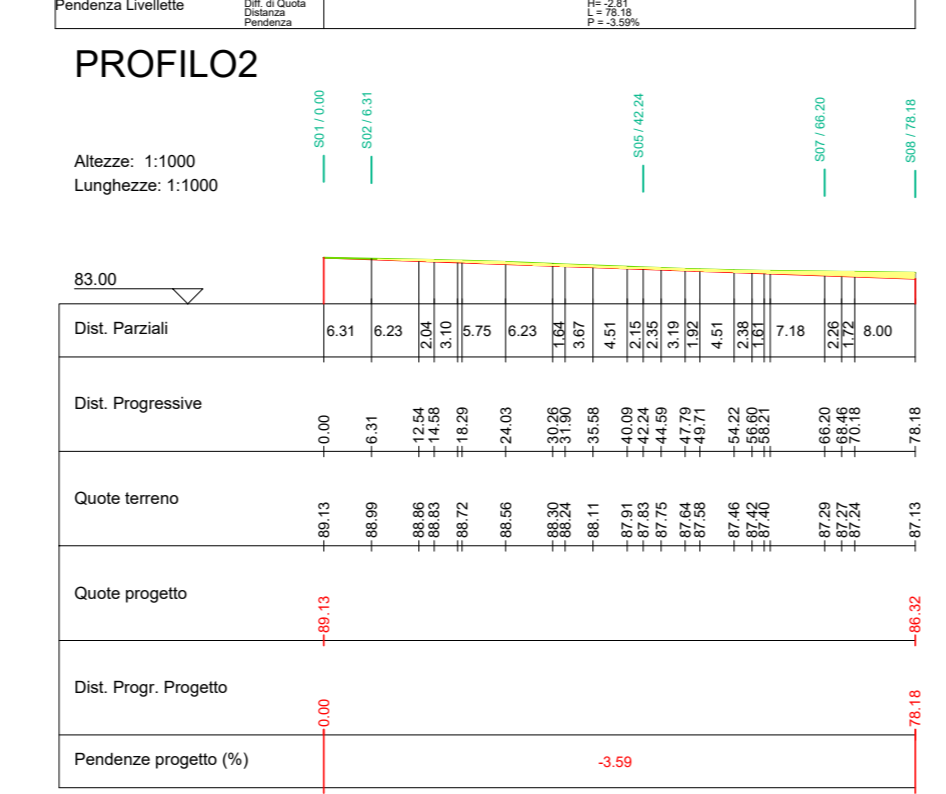 Pendenza Livellette
Diff. di Quota
Distanza
Pendenza
H= -2.81
L = 78.18
P = -3.59%
PROFILO2
S01 / 0.00
S02 / 6.31
S05 / 42.24
S07 / 66.20
S08 / 78.18
Altezze: 1:1000
Lunghezze: 1:1000
83.00
Dist. Parziali 6.31 6.23 2.04 3.10 5.75 6.23 1.64 3.67 4.51 2.15 2.35 3.19 1.92 4.51 2.38 1.61 7.18 2.26 1.72 8.00
Dist. Progressive 0.00 6.31 12.54 14.58 18.29 24.03 30.26 31.90 35.58 40.09 42.24 44.59 47.79 49.71 54.22 56.60 58.21 66.20 68.46 70.18 78.18
Quote terreno 89.13 88.99 88.86 88.83 88.72 88.56 88.30 88.24 88.11 87.91 87.83 87.75 87.64 87.58 87.46 87.42 87.40 87.29 87.27 87.24 87.13
Quote progetto 89.13 86.32
Dist. Progr. Progetto 0.00 78.18
Pendenze progetto (%) -3.59